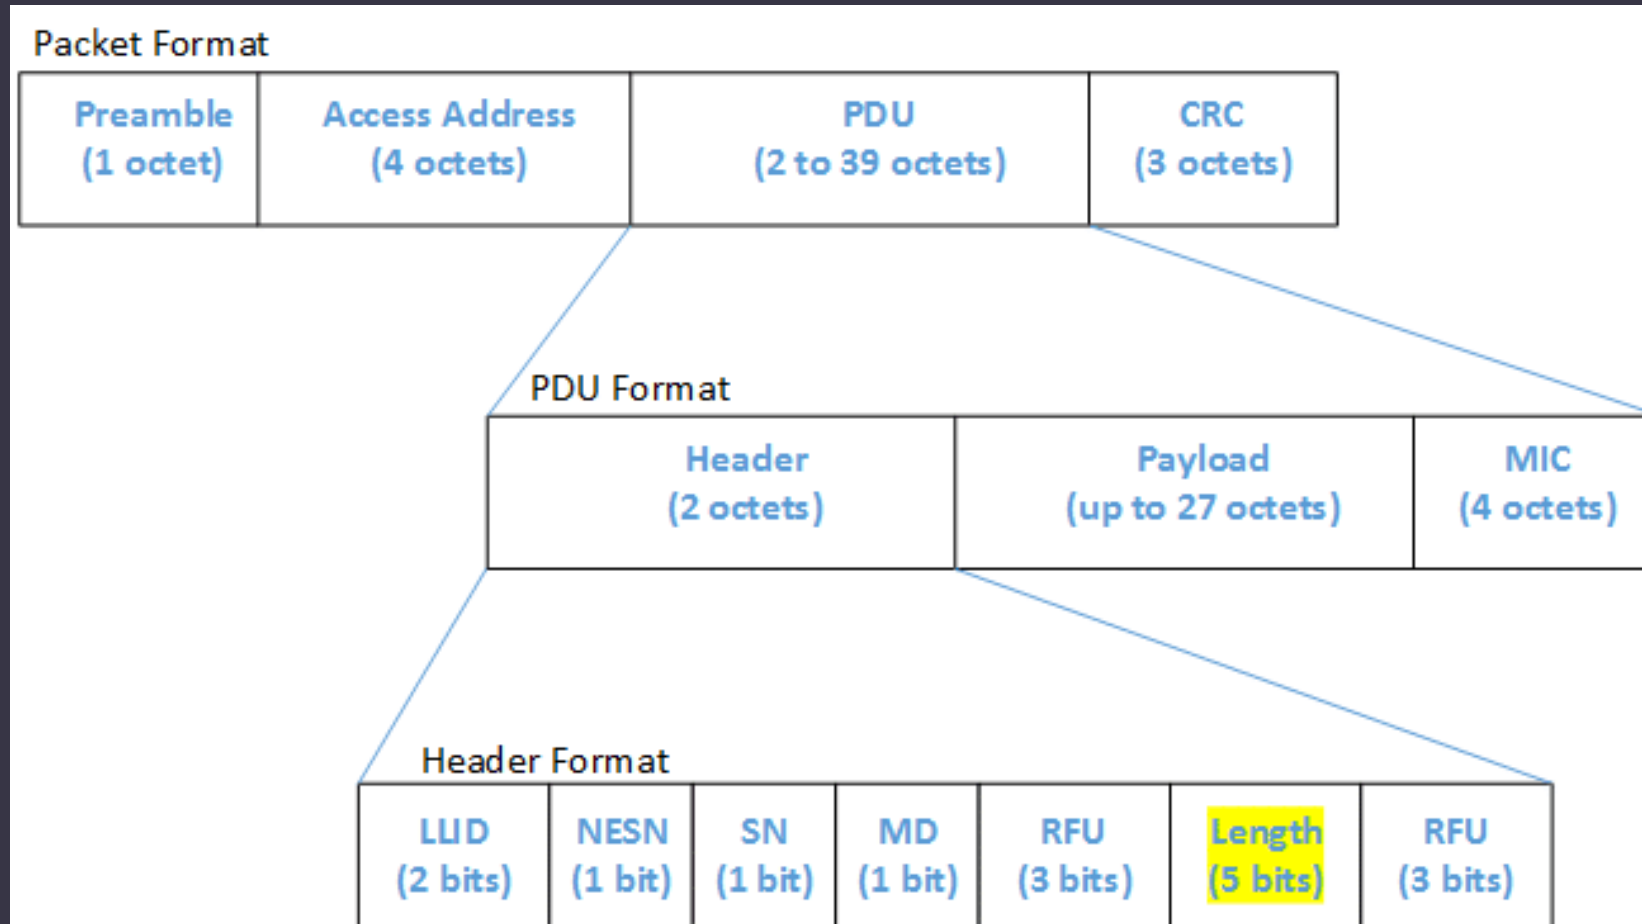 Packet Format
Preamble
(1 octet)
Access Address
(4 octets)
PDU
(2 to 39 octets)
CRC
(3 octets)
PDU Format
Header
(2 octets)
Payload
(up to 27 octets)
MIC
(4 octets)
Header Format
LLID
(2 bits)
NESN
(1 bit)
SN
(1 bit)
MD
(1 bit)
RFU
(3 bits)
Length
(5 bits)
RFU
(3 bits)